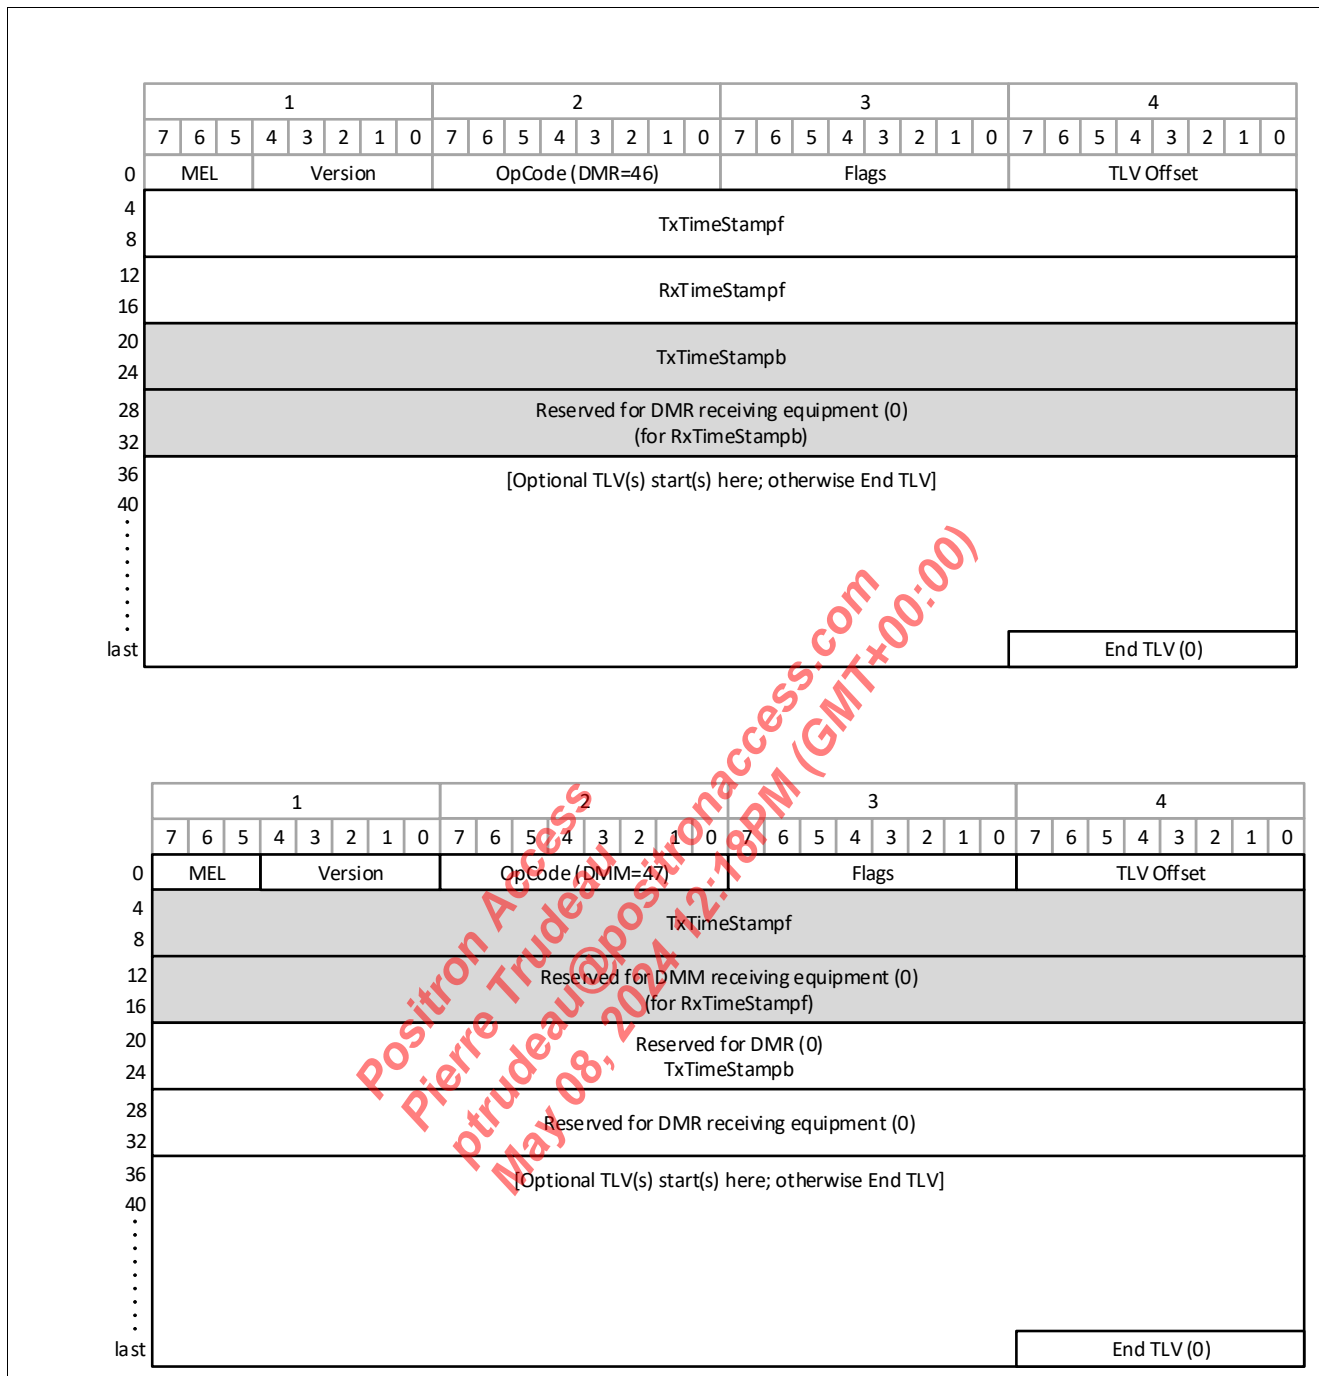 1 2 3 4
7 6 5 4 3 2 1 0 7 6 5 4 3 2 1 0 7 6 5 4 3 2 1 0 7 6 5 4 3 2 1 0
0 MEL Version OpCode (DMR=46) Flags TLV Offset
4
TxTimeStampf
8
12
RxTimeStampf
16
20
TxTimeStampb
24
28 Reserved for DMR receiving equipment (0)
32 (for RxTimeStampb)
36 [Optional TLV(s) start(s) here; otherwise End TLV]
40
last End TLV (0)
1 2 3 4
7 6 5 4 3 2 1 0 7 6 5 4 3 2 1 0 7 6 5 4 3 2 1 0 7 6 5 4 3 2 1 0
0 MEL Version OpCode (DMM=47) Flags TLV Offset
4
TxTimeStampf
8
12 Reserved for DMM receiving equipment (0)
16 (for RxTimeStampf)
20 Reserved for DMR (0)
24 TxTimeStampb
28
Reserved for DMR receiving equipment (0)
32
36 [Optional TLV(s) start(s) here; otherwise End TLV]
40
last End TLV (0)
Positron Access
Pierre Trudeau
ptrudeau@positronaccess.com
May 08, 2024 12:18PM (GMT+00:00)